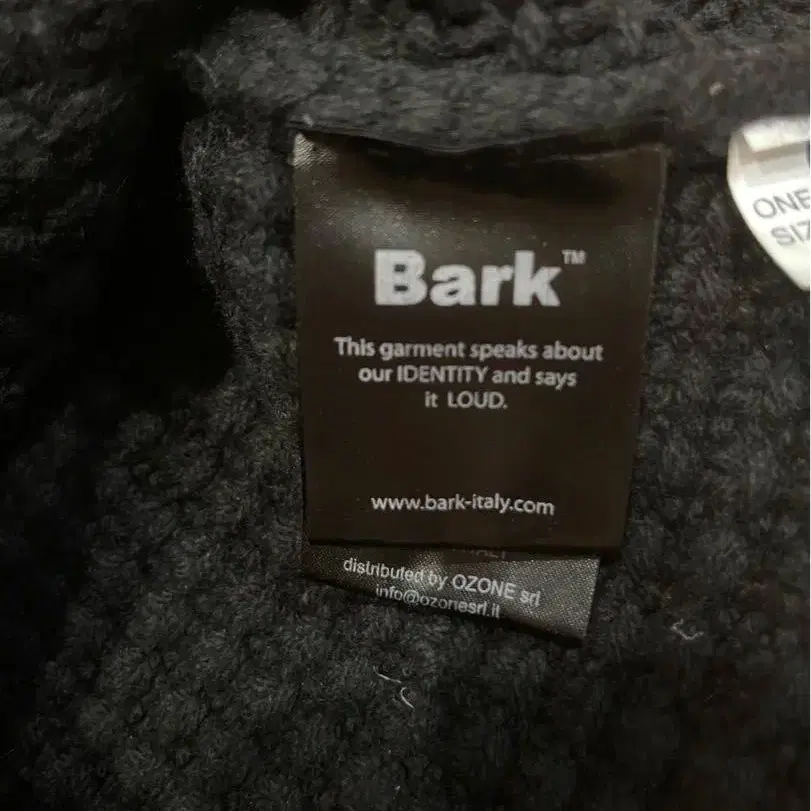 Bark™
This garment speaks about
our IDENTITY and says
it LOUD.
www.bark-italy.com
distributed by OZONE srl
info@ozonesrl.it
ONE